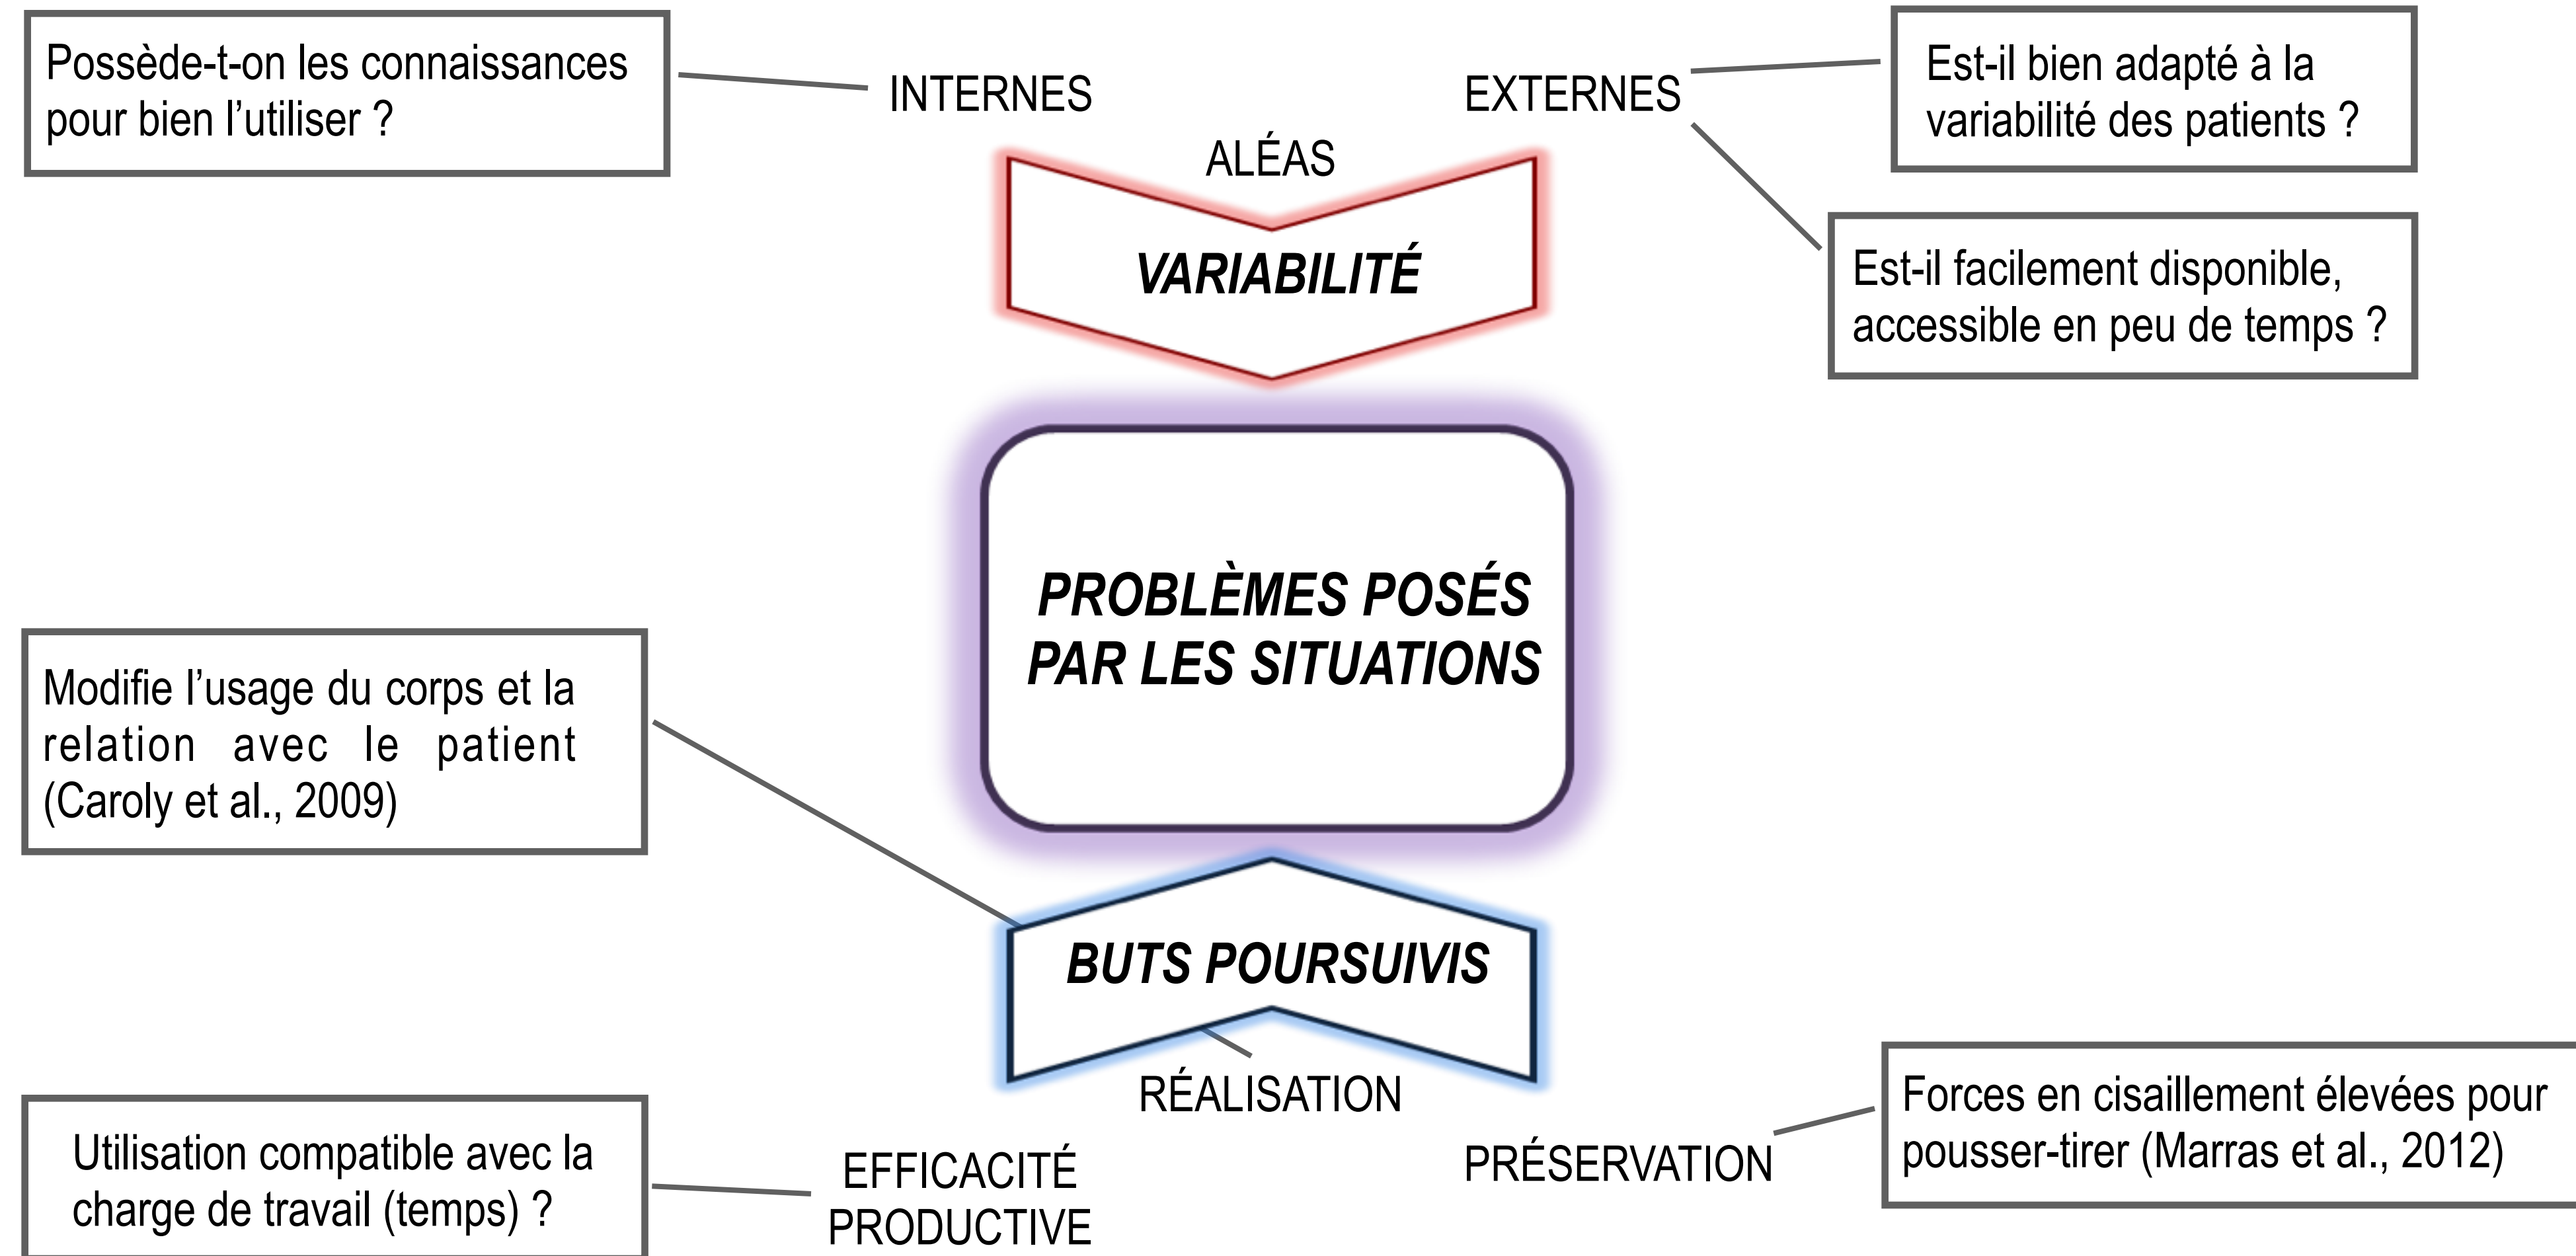 Possède-t-on les connaissances
pour bien l’utiliser ?
INTERNES
EXTERNES
Est-il bien adapté à la
variabilité des patients ?
ALÉAS
VARIABILITÉ
Est-il facilement disponible,
accessible en peu de temps ?
PROBLÈMES POSÉS
PAR LES SITUATIONS
Modifie l’usage du corps et la
relation avec le patient
(Caroly et al., 2009)
BUTS POURSUIVIS
RÉALISATION
Utilisation compatible avec la
charge de travail (temps) ?
EFFICACITÉ
PRODUCTIVE
PRÉSERVATION
Forces en cisaillement élevées pour
pousser-tirer (Marras et al., 2012)